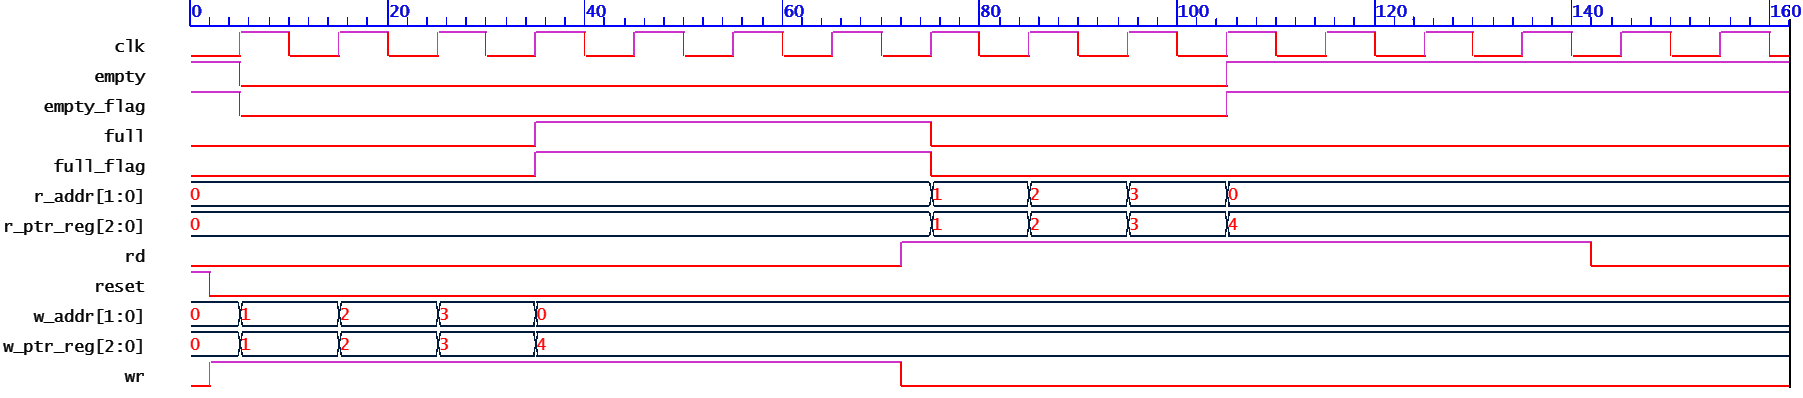 0 20 40 60 80 100 120 140 160
clk
empty
empty_flag
full
full_flag
r_addr[1:0] 0 1 2 3 0
r_ptr_reg[2:0] 0 1 2 3 4
rd
reset
w_addr[1:0] 0 1 2 3 0
w_ptr_reg[2:0] 0 1 2 3 4
wr